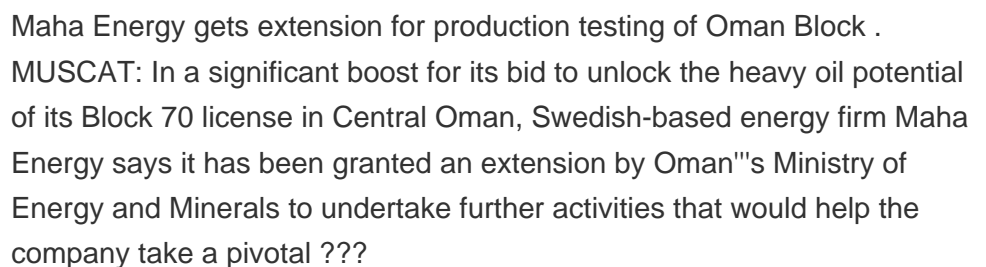 Maha Energy gets extension for production testing of Oman Block .
MUSCAT: In a significant boost for its bid to unlock the heavy oil potential
of its Block 70 license in Central Oman, Swedish-based energy firm Maha
Energy says it has been granted an extension by Oman'''s Ministry of
Energy and Minerals to undertake further activities that would help the
company take a pivotal ???